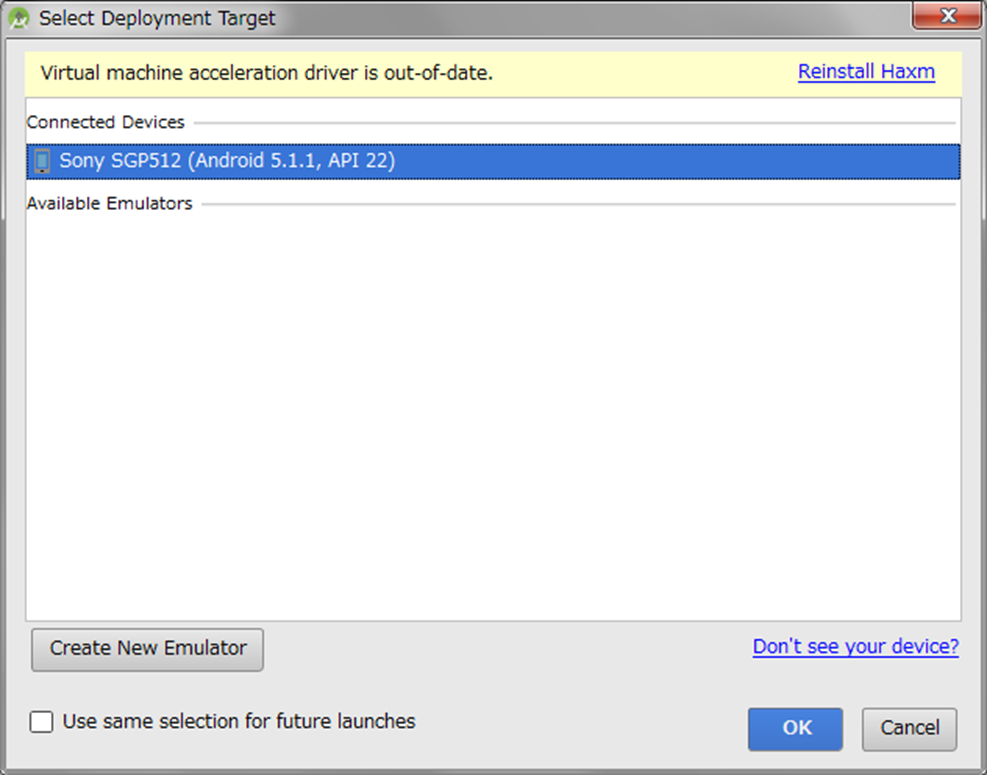 Select Deployment Target
Virtual machine acceleration driver is out-of-date. Reinstall Haxm
Connected Devices
Sony SGP512 (Android 5.1.1, API 22)
Available Emulators
Create New Emulator Don't see your device?
Use same selection for future launches
OK Cancel